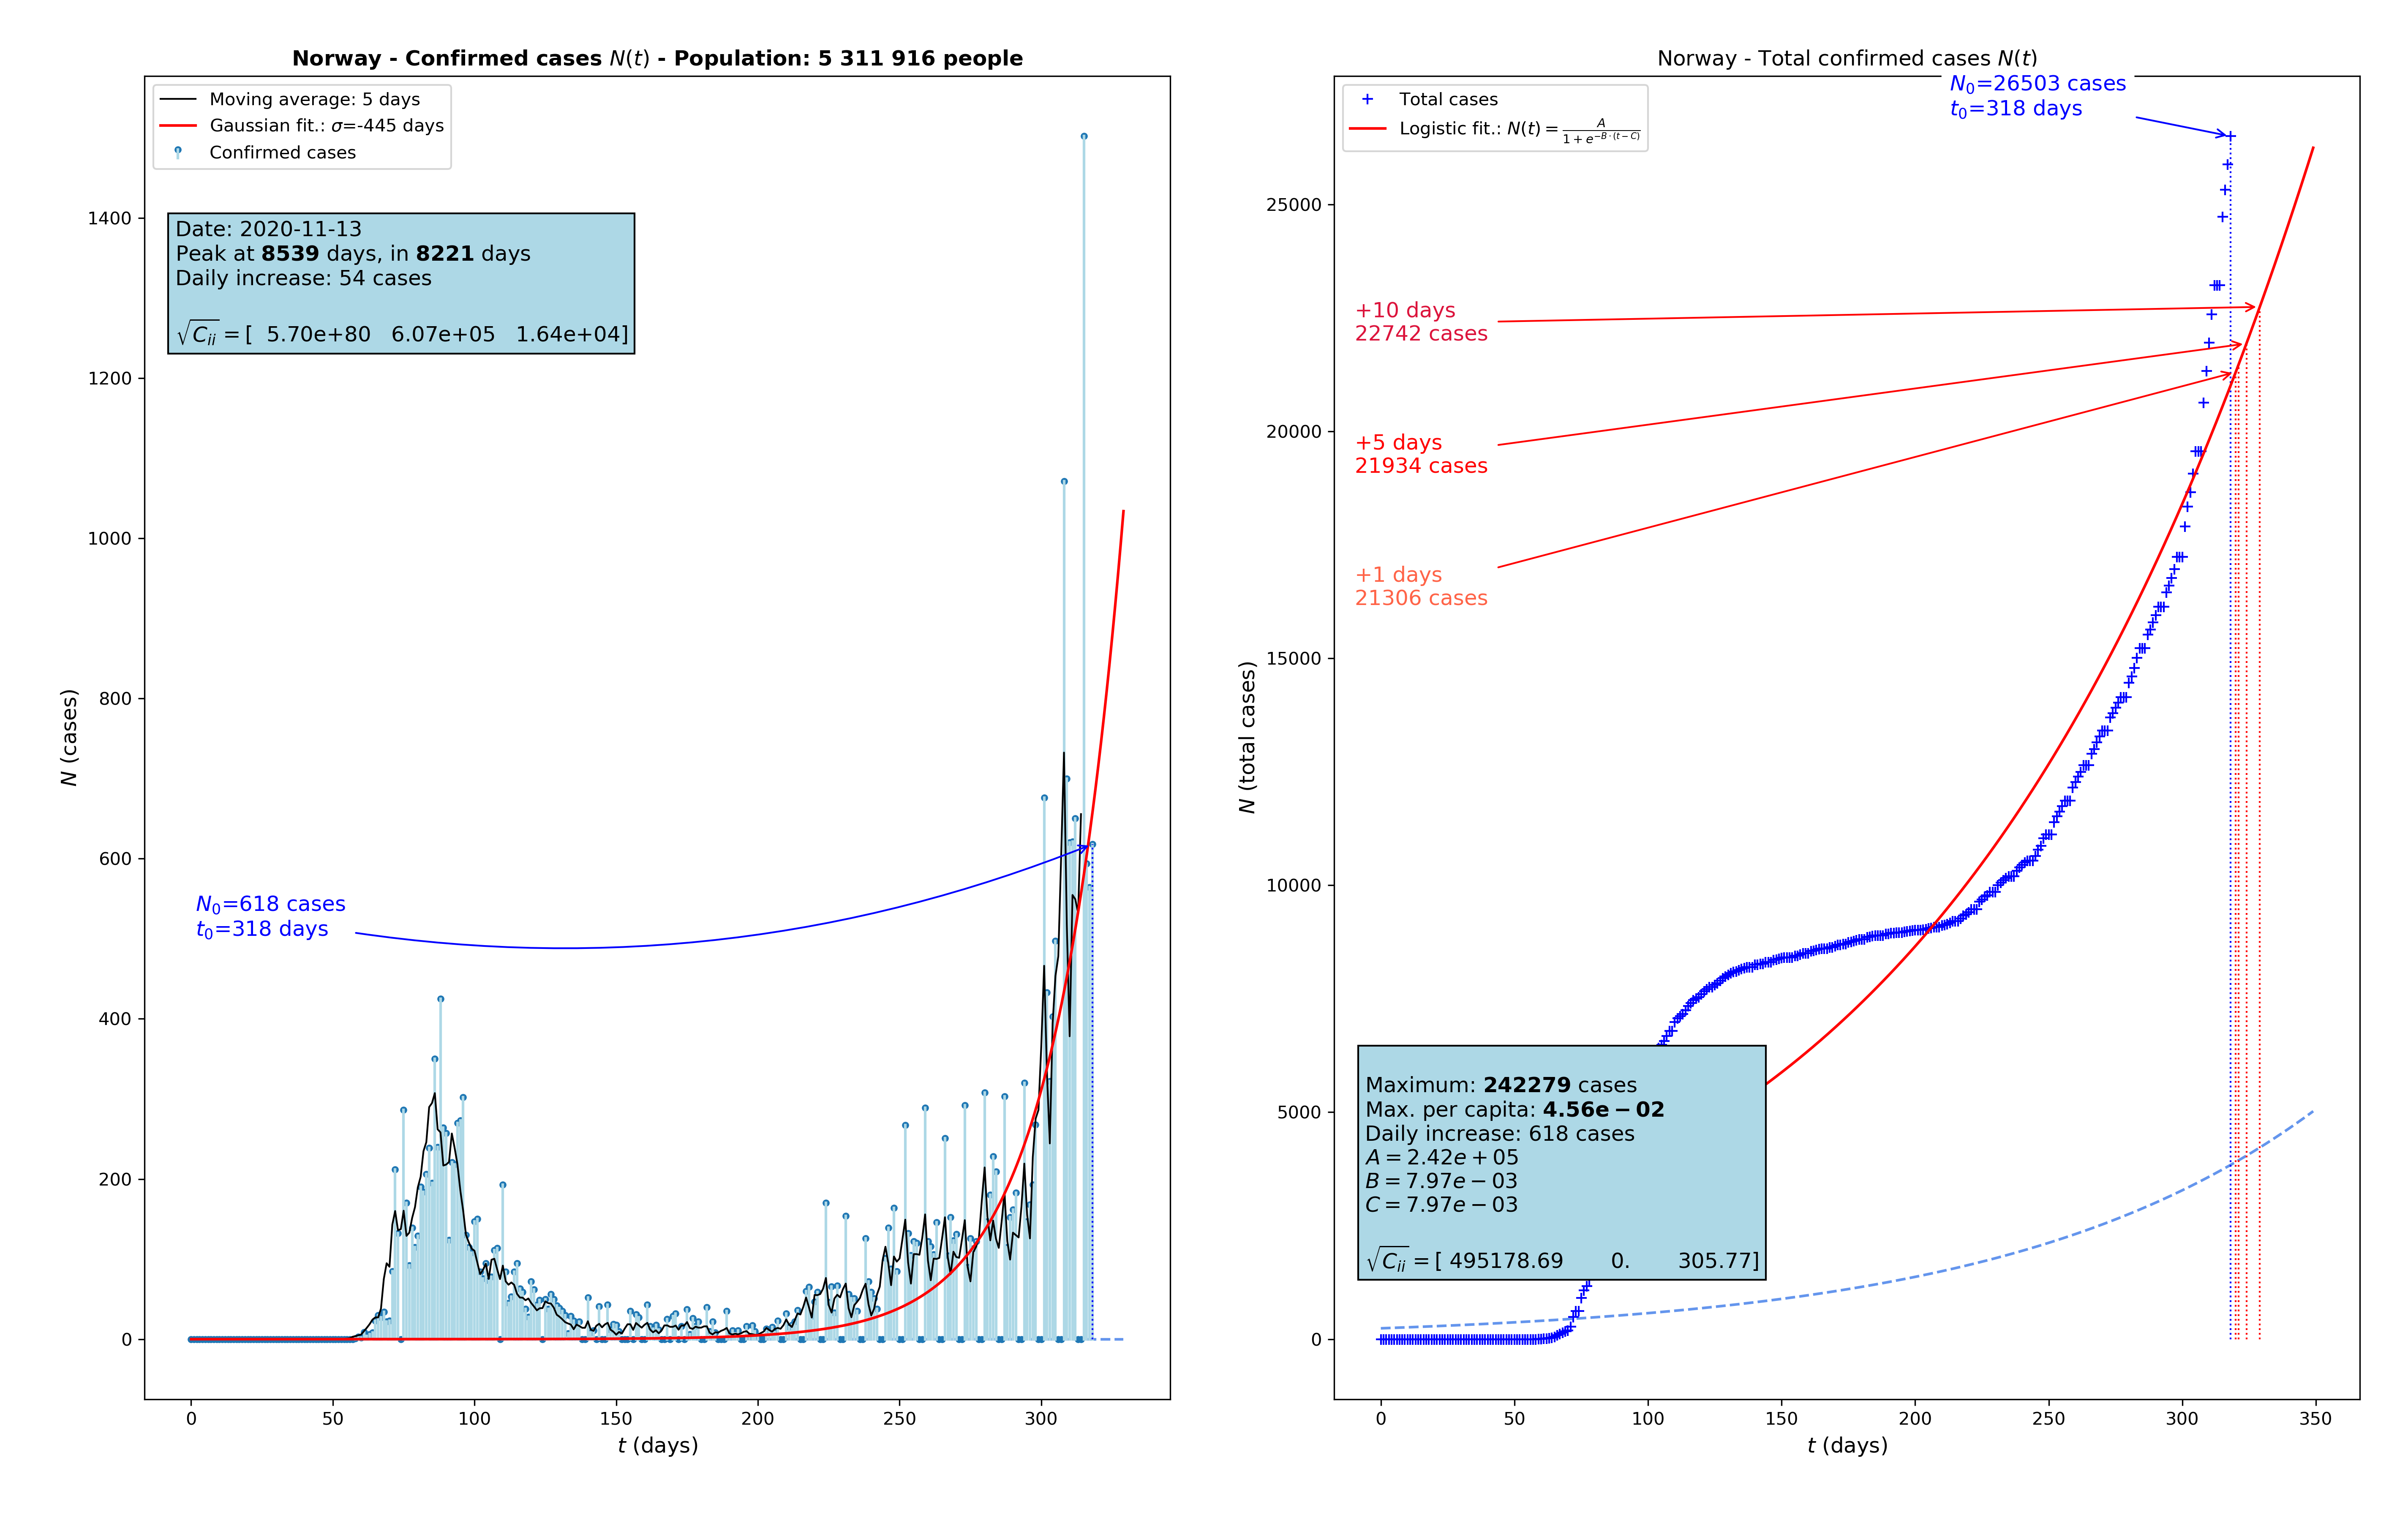 Norway - Confirmed cases N(t) - Population: 5 311 916 people
Moving average: 5 days
Gaussian fit.: σ=-445 days
Confirmed cases
Date: 2020-11-13
Peak at 8539 days, in 8221 days
Daily increase: 54 cases
√C_ii = [ 5.70e+80 6.07e+05 1.64e+04]
N_0=618 cases
t_0=318 days
N (cases)
1400
1200
1000
800
600
400
200
0
0 50 100 150 200 250 300
t (days)
Norway - Total confirmed cases N(t)
N_0=26503 cases
t_0=318 days
Total cases
Logistic fit.: N(t) = A / (1 + e^{-B·(t-C)})
+10 days
22742 cases
+5 days
21934 cases
+1 days
21306 cases
Maximum: 242279 cases
Max. per capita: 4.56e − 02
Daily increase: 618 cases
A = 2.42e + 05
B = 7.97e − 03
C = 7.97e − 03
√C_ii = [ 495178.69 0. 305.77]
N (total cases)
25000
20000
15000
10000
5000
0
0 50 100 150 200 250 300 350
t (days)